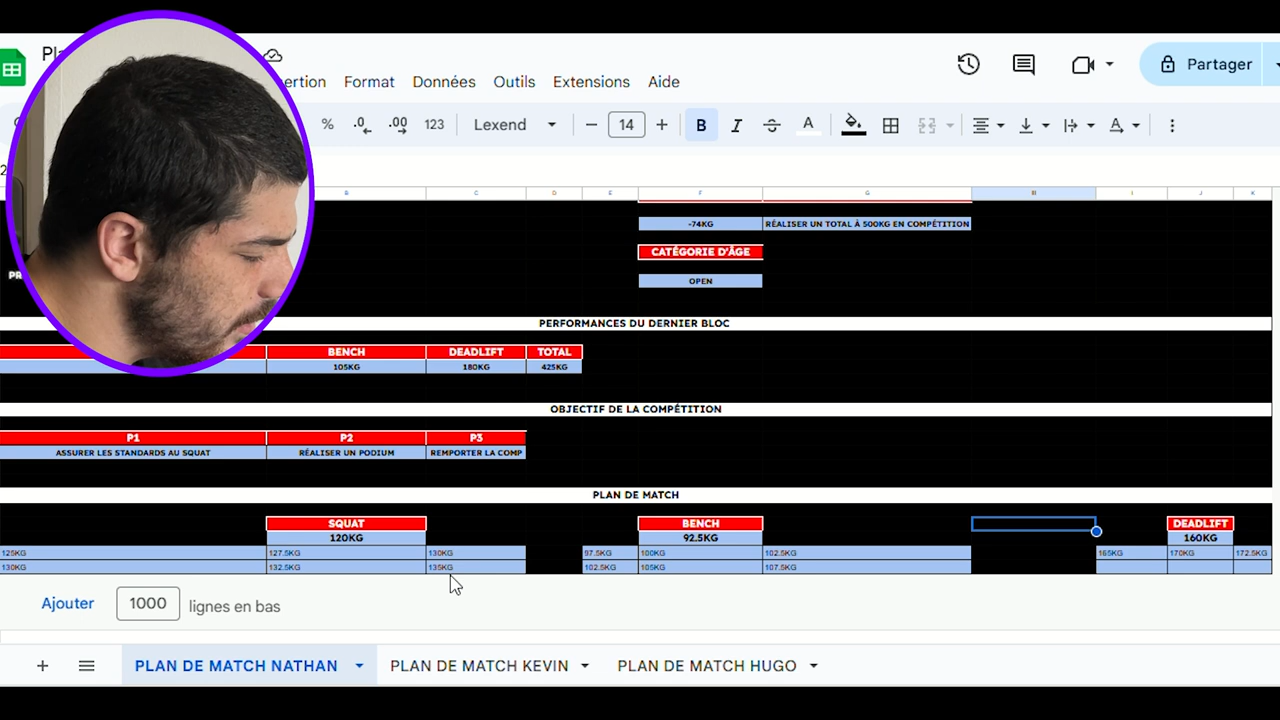 Pl
ertion Format Données Outils Extensions Aide
Partager
% .0 .00 123 Lexend 14 B I S A A
2
B C D E F G H I J K
-74KG RÉALISER UN TOTAL À 500KG EN COMPÉTITION
CATÉGORIE D'ÂGE
PR
OPEN
PERFORMANCES DU DERNIER BLOC
BENCH DEADLIFT TOTAL
105KG 180KG 425KG
OBJECTIF DE LA COMPÉTITION
P1 P2 P3
ASSURER LES STANDARDS AU SQUAT RÉALISER UN PODIUM REMPORTER LA COMP
PLAN DE MATCH
SQUAT BENCH DEADLIFT
120KG 92.5KG 160KG
125KG 127.5KG 130KG 97.5KG 100KG 102.5KG 165KG 170KG 172.5KG
130KG 132.5KG 135KG 102.5KG 105KG 107.5KG
Ajouter 1000 lignes en bas
PLAN DE MATCH NATHAN PLAN DE MATCH KEVIN PLAN DE MATCH HUGO